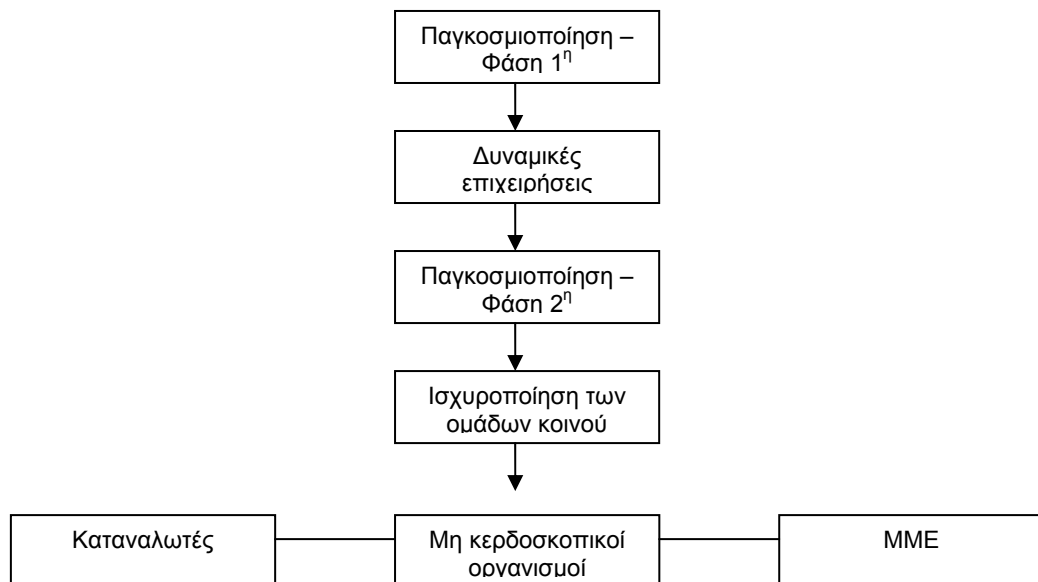 Παγκοσμιοποίηση –
Φάση 1η
Δυναμικές
επιχειρήσεις
Παγκοσμιοποίηση –
Φάση 2η
Ισχυροποίηση των
ομάδων κοινού
Καταναλωτές
Μη κερδοσκοπικοί
οργανισμοί
ΜΜΕ